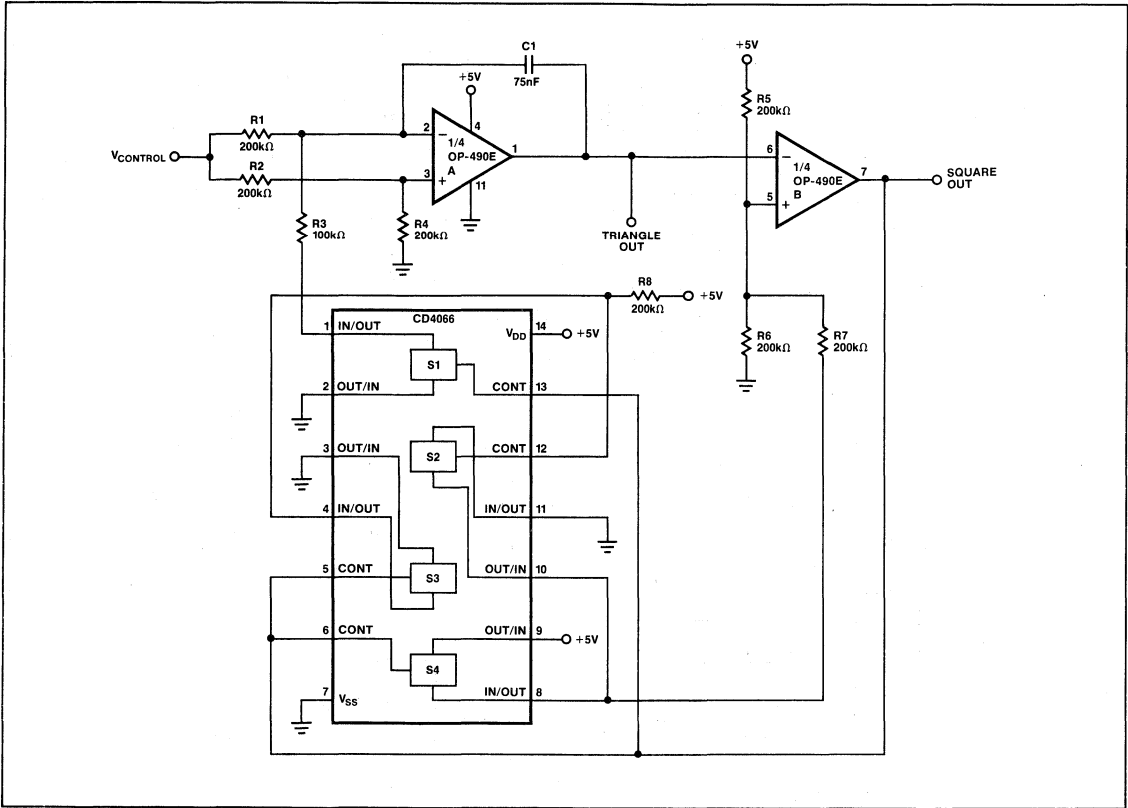 C1
75nF
+5V
+5V
R1
200kΩ
R5
200kΩ
VCONTROL
R2
200kΩ
2
−
4
1/4
OP-490E
A
1
3
+
11
6
−
1/4
OP-490E
B
7
5
+
SQUARE
OUT
R3
100kΩ
R4
200kΩ
TRIANGLE
OUT
R8
200kΩ
+5V
R6
200kΩ
R7
200kΩ
CD4066
1 IN/OUT
VDD 14
+5V
S1
2 OUT/IN
CONT 13
3 OUT/IN
S2
CONT 12
4 IN/OUT
IN/OUT 11
5 CONT
S3
OUT/IN 10
6 CONT
OUT/IN 9
+5V
S4
7 VSS
IN/OUT 8